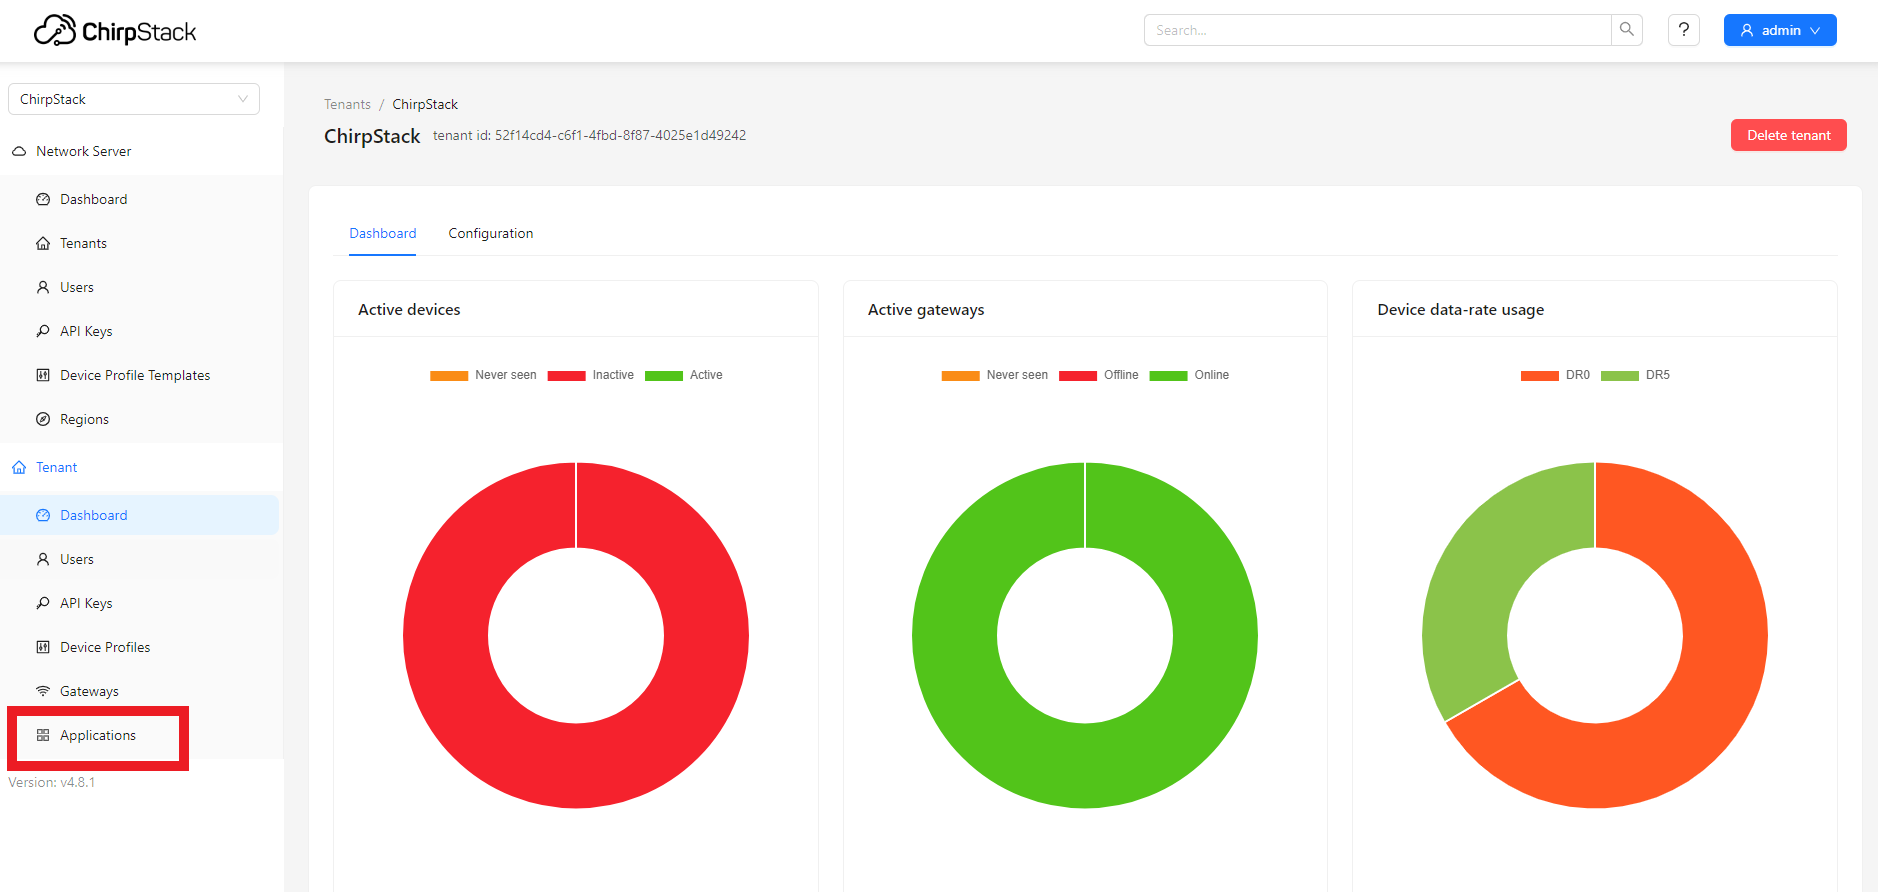 ChirpStack
Search...
?
admin
ChirpStack
Network Server
Dashboard
Tenants
Users
API Keys
Device Profile Templates
Regions
Tenant
Dashboard
Users
API Keys
Device Profiles
Gateways
Applications
Version: v4.8.1
Tenants / ChirpStack
ChirpStack tenant id: 52f14cd4-c6f1-4fbd-8f87-4025e1d49242
Delete tenant
Dashboard Configuration
Active devices
Never seen Inactive Active
Active gateways
Never seen Offline Online
Device data-rate usage
DR0 DR5